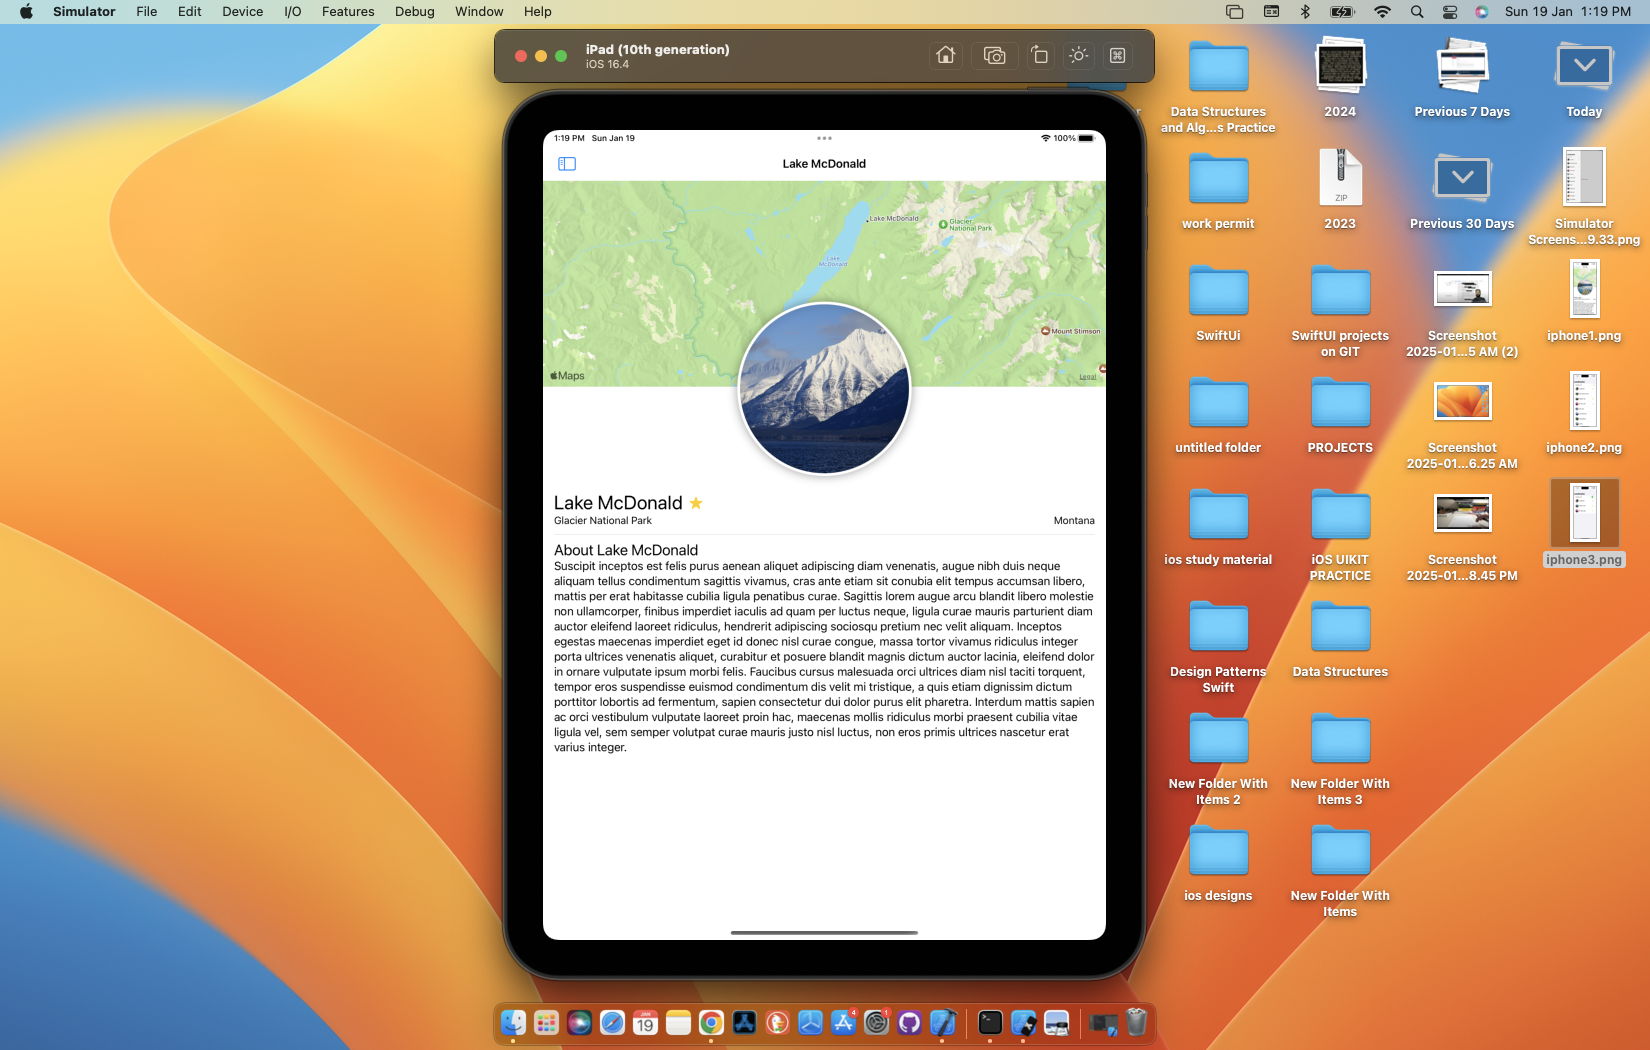 Simulator File Edit Device I/O Features Debug Window Help
Sun 19 Jan 1:19 PM
iPad (10th generation)
iOS 16.4
1:19 PM Sun Jan 19
100%
Lake McDonald
Lake McDonald
Glacier
National Park
Lake
McDonald
Mount Stimson
Maps
Legal
Lake McDonald
Glacier National Park
Montana
About Lake McDonald
Suscipit inceptos est felis purus aenean aliquet adipiscing diam venenatis, augue nibh duis neque
aliquam tellus condimentum sagittis vivamus, cras ante etiam sit conubia elit tempus accumsan libero,
mattis per erat habitasse cubilia ligula penatibus curae. Sagittis lorem augue arcu blandit libero molestie
non ullamcorper, finibus imperdiet iaculis ad quam per luctus neque, ligula curae mauris parturient diam
auctor eleifend laoreet ridiculus, hendrerit adipiscing sociosqu pretium nec velit aliquam. Inceptos
egestas maecenas imperdiet eget id donec nisl curae congue, massa tortor vivamus ridiculus integer
porta ultrices venenatis aliquet, curabitur et posuere blandit magnis dictum auctor lacinia, eleifend dolor
in ornare vulputate ipsum morbi felis. Faucibus cursus malesuada orci ultrices diam nisl taciti torquent,
tempor eros suspendisse euismod condimentum dis velit mi tristique, a quis etiam dignissim dictum
porttitor lobortis ad fermentum, sapien consectetur dui dolor purus elit pharetra. Interdum mattis sapien
ac orci vestibulum vulputate laoreet proin hac, maecenas mollis ridiculus morbi praesent cubilia vitae
ligula vel, sem semper volutpat curae mauris justo nisl luctus, non eros primis ultrices nascetur erat
varius integer.
Data Structures
and Alg...s Practice
2024
Previous 7 Days
Today
work permit
ZIP
2023
Previous 30 Days
Simulator
Screens...9.33.png
SwiftUi
SwiftUI projects
on GIT
Screenshot
2025-01...5 AM (2)
iphone1.png
untitled folder
PROJECTS
Screenshot
2025-01...6.25 AM
iphone2.png
ios study material
iOS UIKIT
PRACTICE
Screenshot
2025-01...8.45 PM
iphone3.png
Design Patterns
Swift
Data Structures
New Folder With
Items 2
New Folder With
Items 3
ios designs
New Folder With
Items
JAN
19
4
1